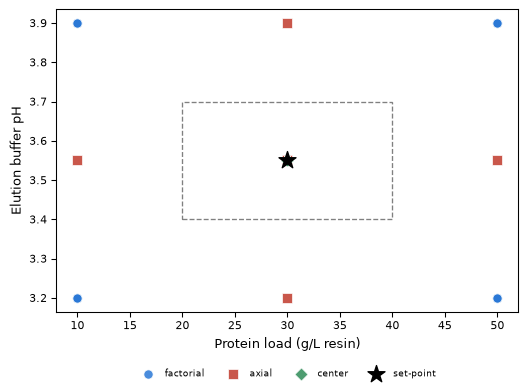 3.9
3.8
3.7
3.6
3.5
3.4
3.3
3.2
Elution buffer pH
10 15 20 25 30 35 40 45 50
Protein load (g/L resin)
factorial axial center set-point